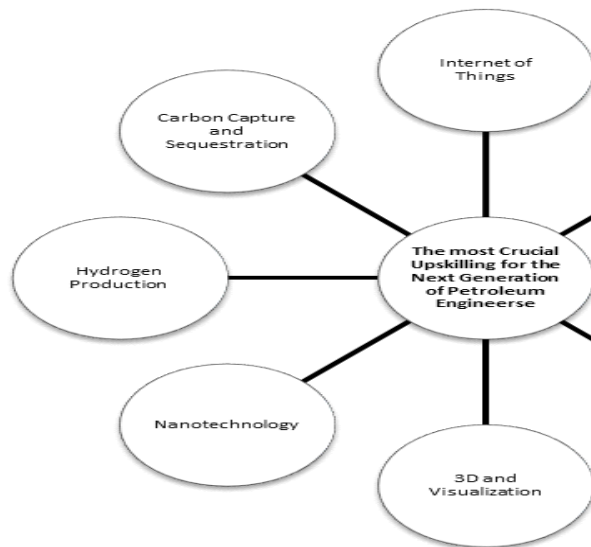 Internet of
Things
Carbon Capture
and
Sequestration
The most Crucial
Upskilling for the
Next Generation
of Petroleum
Engineerse
Hydrogen
Production
Nanotechnology
3D and
Visualization